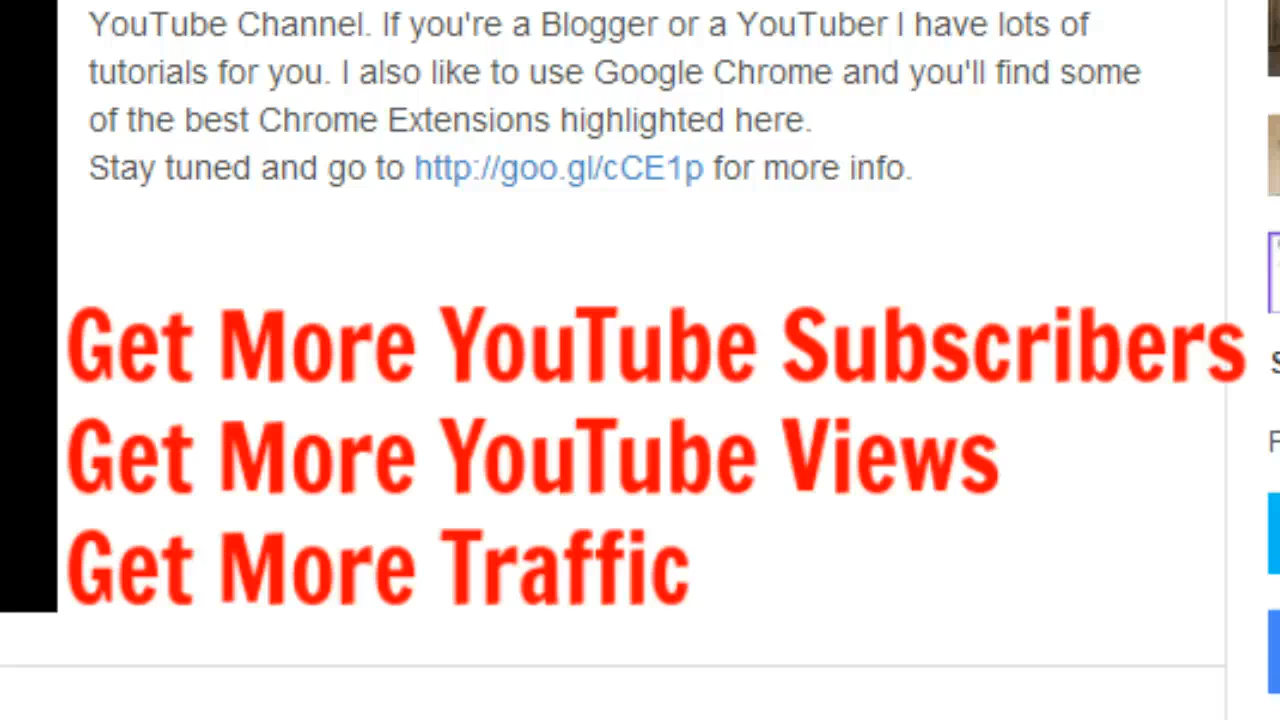 YouTube Channel. If you're a Blogger or a YouTuber I have lots of
tutorials for you. I also like to use Google Chrome and you'll find some
of the best Chrome Extensions highlighted here.
Stay tuned and go to http://goo.gl/cCE1p for more info.
Get More YouTube Subscribers
Get More YouTube Views
Get More Traffic